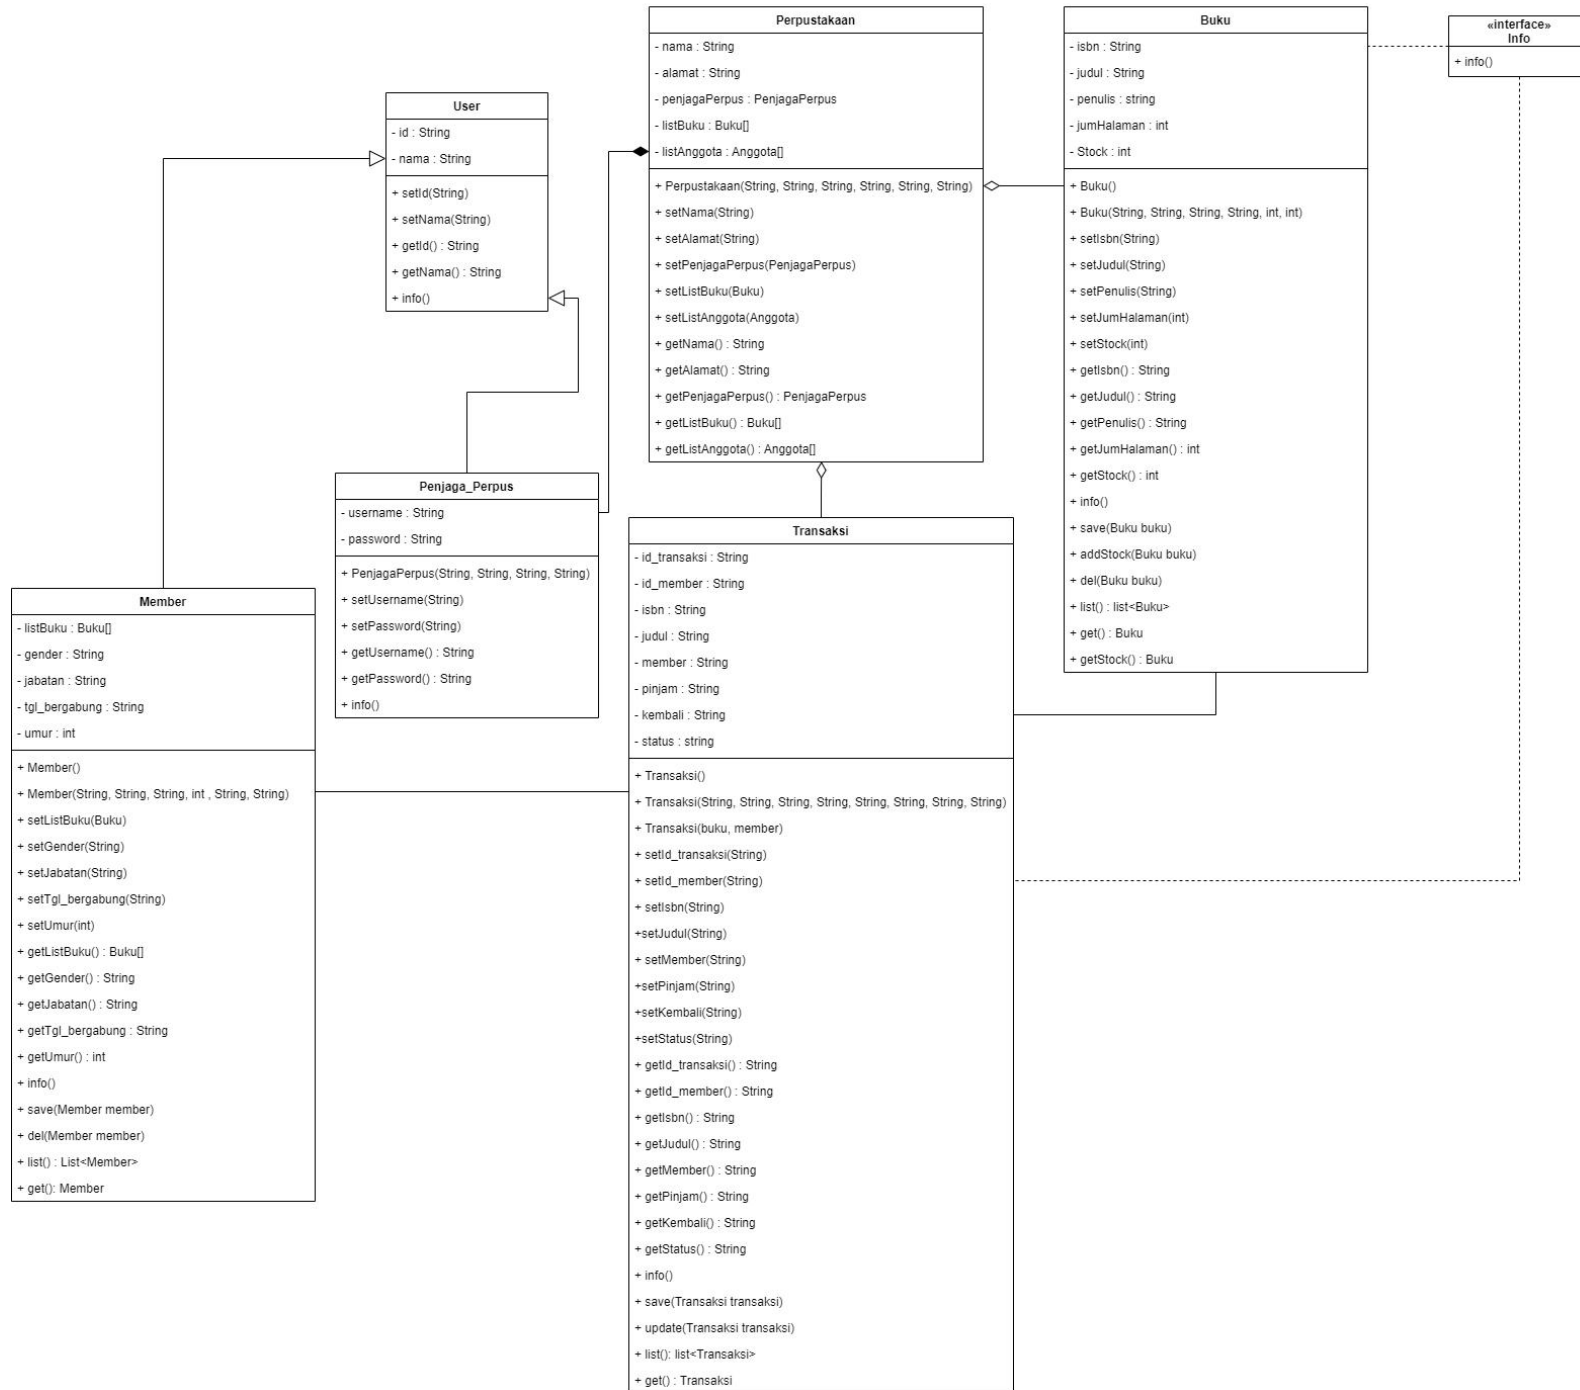 Perpustakaan
- nama : String
- alamat : String
- penjagaPerpus : PenjagaPerpus
- listBuku : Buku[]
- listAnggota : Anggota[]
+ Perpustakaan(String, String, String, String, String, String)
+ setNama(String)
+ setAlamat(String)
+ setPenjagaPerpus(PenjagaPerpus)
+ setListBuku(Buku)
+ setListAnggota(Anggota)
+ getNama() : String
+ getAlamat() : String
+ getPenjagaPerpus() : PenjagaPerpus
+ getListBuku() : Buku[]
+ getListAnggota() : Anggota[]
Buku
- isbn : String
- judul : String
- penulis : string
- jumHalaman : int
- Stock : int
+ Buku()
+ Buku(String, String, String, String, int, int)
+ setIsbn(String)
+ setJudul(String)
+ setPenulis(String)
+ setJumHalaman(int)
+ setStock(int)
+ getIsbn() : String
+ getJudul() : String
+ getPenulis() : String
+ getJumHalaman() : int
+ getStock() : int
+ info()
+ save(Buku buku)
+ addStock(Buku buku)
+ del(Buku buku)
+ list() : list<Buku>
+ get() : Buku
+ getStock() : Buku
«interface»
Info
+ info()
User
- id : String
- nama : String
+ setId(String)
+ setNama(String)
+ getId() : String
+ getNama() : String
+ info()
Penjaga_Perpus
- username : String
- password : String
+ PenjagaPerpus(String, String, String, String)
+ setUsername(String)
+ setPassword(String)
+ getUsername() : String
+ getPassword() : String
+ info()
Transaksi
- id_transaksi : String
- id_member : String
- isbn : String
- judul : String
- member : String
- pinjam : String
- kembali : String
- status : string
+ Transaksi()
+ Transaksi(String, String, String, String, String, String, String, String)
+ Transaksi(buku, member)
+ setId_transaksi(String)
+ setId_member(String)
+ setIsbn(String)
+setJudul(String)
+ setMember(String)
+setPinjam(String)
+setKembali(String)
+setStatus(String)
+ getId_transaksi() : String
+ getId_member() : String
+ getIsbn() : String
+ getJudul() : String
+ getMember() : String
+ getPinjam() : String
+ getKembali() : String
+ getStatus() : String
+ info()
+ save(Transaksi transaksi)
+ update(Transaksi transaksi)
+ list(): list<Transaksi>
+ get() : Transaksi
Member
- listBuku : Buku[]
- gender : String
- jabatan : String
- tgl_bergabung : String
- umur : int
+ Member()
+ Member(String, String, String, int , String, String)
+ setListBuku(Buku)
+ setGender(String)
+ setJabatan(String)
+ setTgl_bergabung(String)
+ setUmur(int)
+ getListBuku() : Buku[]
+ getGender() : String
+ getJabatan() : String
+ getTgl_bergabung : String
+ getUmur() : int
+ info()
+ save(Member member)
+ del(Member member)
+ list() : List<Member>
+ get(): Member